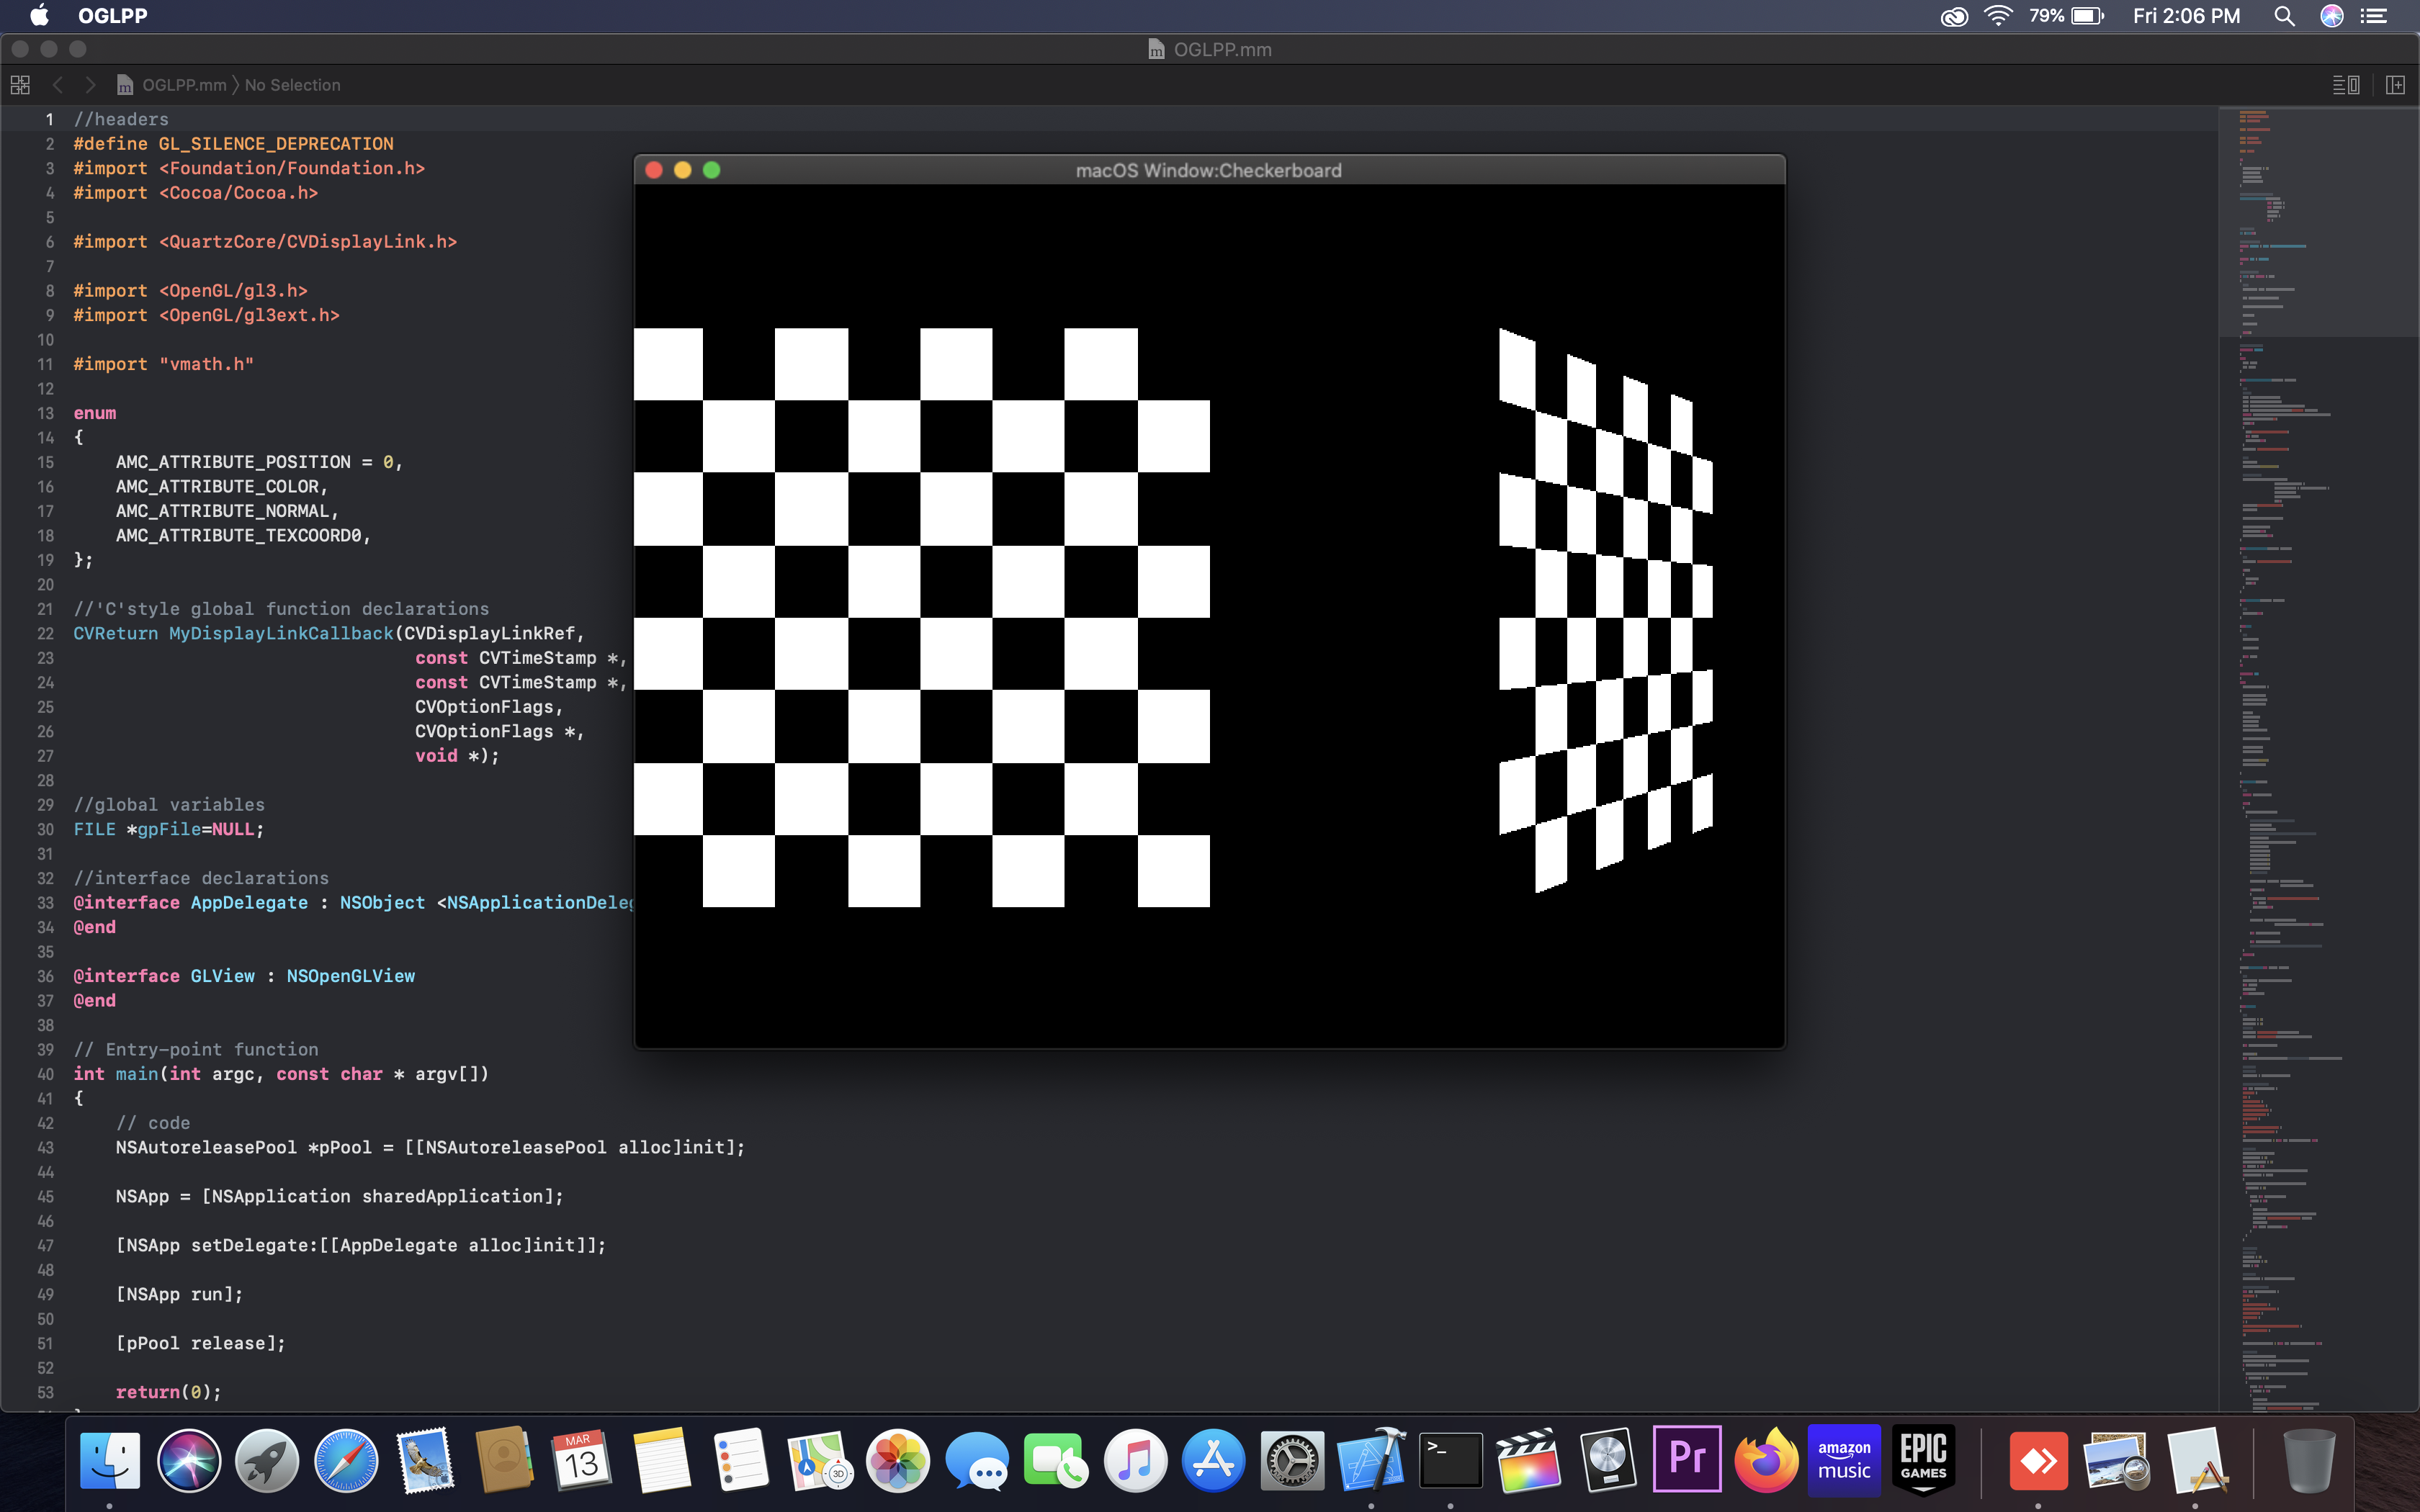 OGLPP
79%
Fri 2:06 PM
OGLPP.mm
OGLPP.mm 〉 No Selection
1 //headers
2 #define GL_SILENCE_DEPRECATION
3 #import <Foundation/Foundation.h>
4 #import <Cocoa/Cocoa.h>
5
6 #import <QuartzCore/CVDisplayLink.h>
7
8 #import <OpenGL/gl3.h>
9 #import <OpenGL/gl3ext.h>
10
11 #import "vmath.h"
12
13 enum
14 {
15 AMC_ATTRIBUTE_POSITION = 0,
16 AMC_ATTRIBUTE_COLOR,
17 AMC_ATTRIBUTE_NORMAL,
18 AMC_ATTRIBUTE_TEXCOORD0,
19 };
20
21 //'C'style global function declarations
22 CVReturn MyDisplayLinkCallback(CVDisplayLinkRef,
23 const CVTimeStamp *,
24 const CVTimeStamp *,
25 CVOptionFlags,
26 CVOptionFlags *,
27 void *);
28
29 //global variables
30 FILE *gpFile=NULL;
31
32 //interface declarations
33 @interface AppDelegate : NSObject <NSApplicationDeleg
34 @end
35
36 @interface GLView : NSOpenGLView
37 @end
38
39 // Entry-point function
40 int main(int argc, const char * argv[])
41 {
42 // code
43 NSAutoreleasePool *pPool = [[NSAutoreleasePool alloc]init];
44
45 NSApp = [NSApplication sharedApplication];
46
47 [NSApp setDelegate:[[AppDelegate alloc]init]];
48
49 [NSApp run];
50
51 [pPool release];
52
53 return(0);
macOS Window:Checkerboard
MAR
13
3D
>_
Pr
amazon
music
EPIC
GAMES